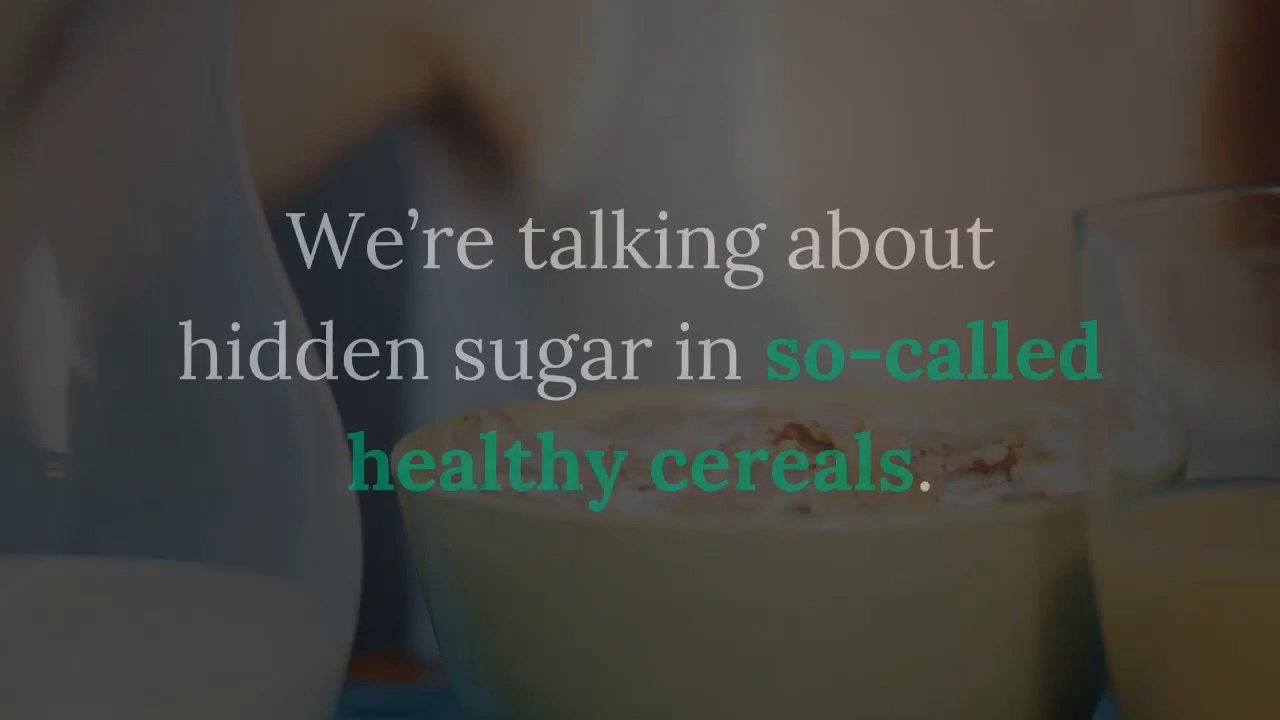 We’re talking about
hidden sugar in so-called
healthy cereals.